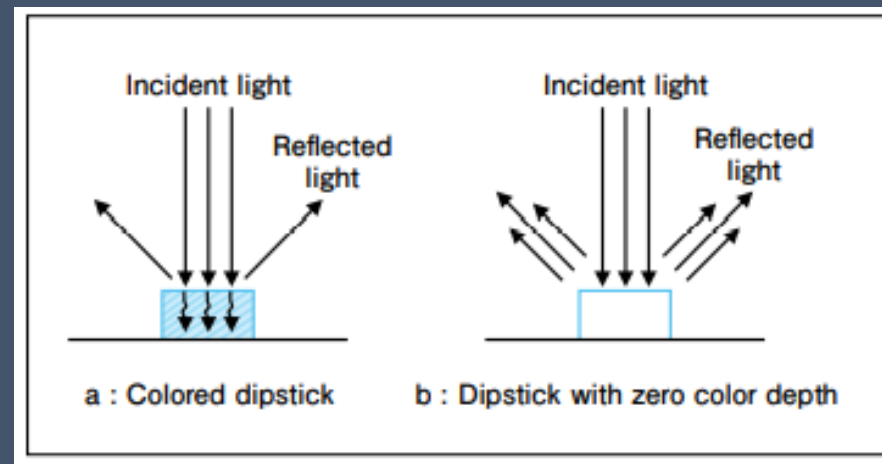 Incident light
Reflected
light
a : Colored dipstick
Incident light
Reflected
light
b : Dipstick with zero color depth